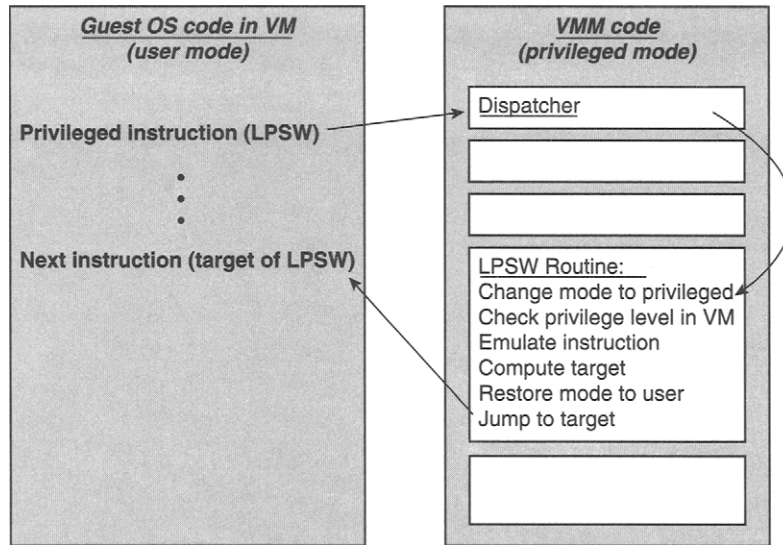 Guest OS code in VM
(user mode)
Privileged instruction (LPSW)
Next instruction (target of LPSW)
VMM code
(privileged mode)
Dispatcher
LPSW Routine:
Change mode to privileged
Check privilege level in VM
Emulate instruction
Compute target
Restore mode to user
Jump to target